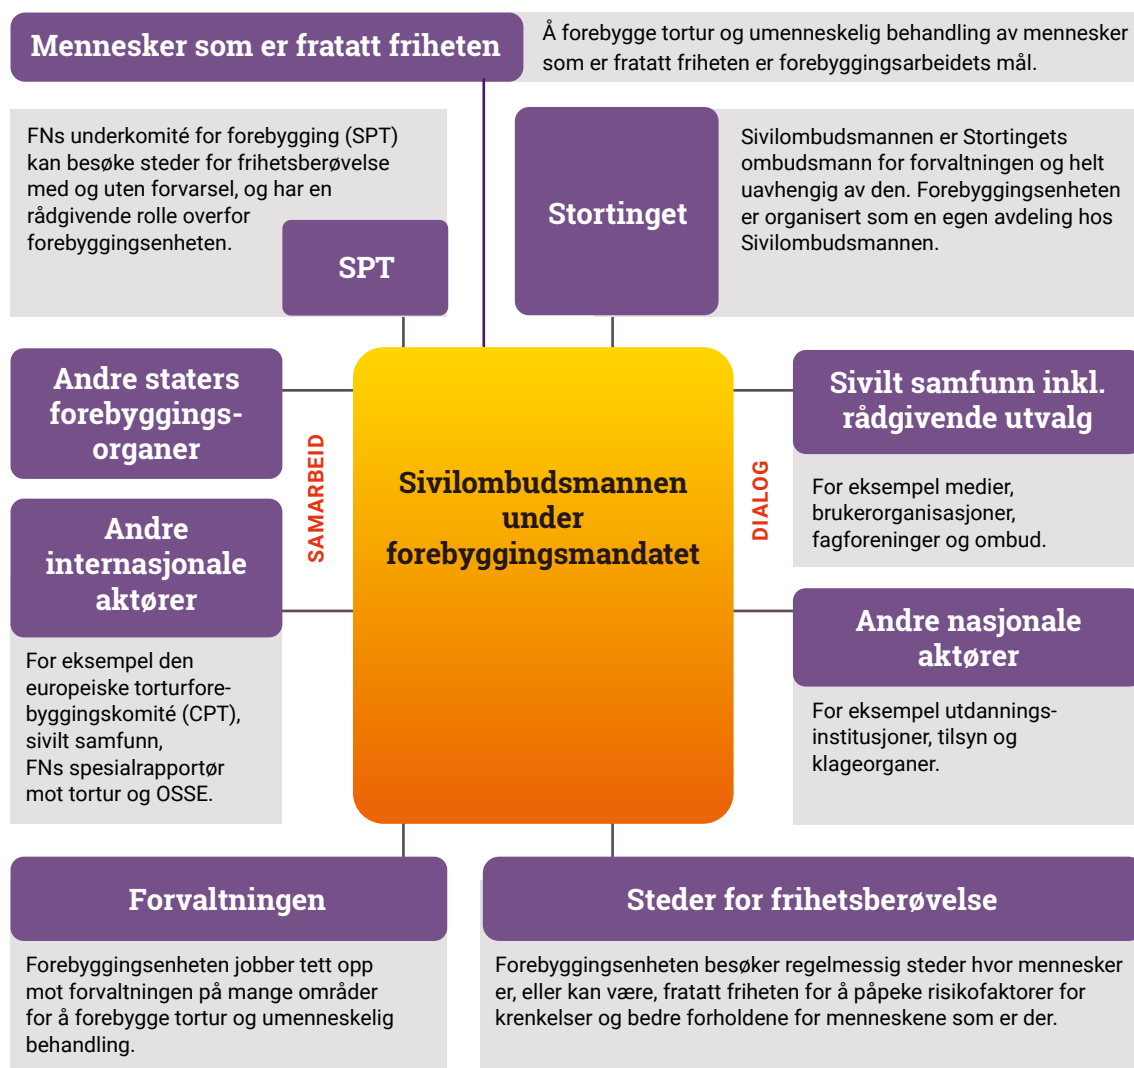 Mennesker som er fratatt friheten
Å forebygge tortur og umenneskelig behandling av mennesker
som er fratatt friheten er forebyggingsarbeidets mål.
FNs underkomité for forebygging (SPT)
kan besøke steder for frihetsberøvelse
med og uten forvarsel, og har en
rådgivende rolle overfor
forebyggingsenheten.
SPT
Stortinget
Sivilombudsmannen er Stortingets
ombudsmann for forvaltningen og helt
uavhengig av den. Forebyggingsenheten
er organisert som en egen avdeling hos
Sivilombudsmannen.
Andre staters
forebyggings-
organer
Andre
internasjonale
aktører
For eksempel den
europeiske torturfore-
byggingskomité (CPT),
sivilt samfunn,
FNs spesialrapportør
mot tortur og OSSE.
SAMARBEID
Sivilombudsmannen
under
forebyggingsmandatet
DIALOG
Sivilt samfunn inkl.
rådgivende utvalg
For eksempel medier,
brukerorganisasjoner,
fagforeninger og ombud.
Andre nasjonale
aktører
For eksempel utdannings-
institusjoner, tilsyn og
klageorganer.
Forvaltningen
Forebyggingsenheten jobber tett opp
mot forvaltningen på mange områder
for å forebygge tortur og umenneskelig
behandling.
Steder for frihetsberøvelse
Forebyggingsenheten besøker regelmessig steder hvor mennesker
er, eller kan være, fratatt friheten for å påpeke risikofaktorer for
krenkelser og bedre forholdene for menneskene som er der.